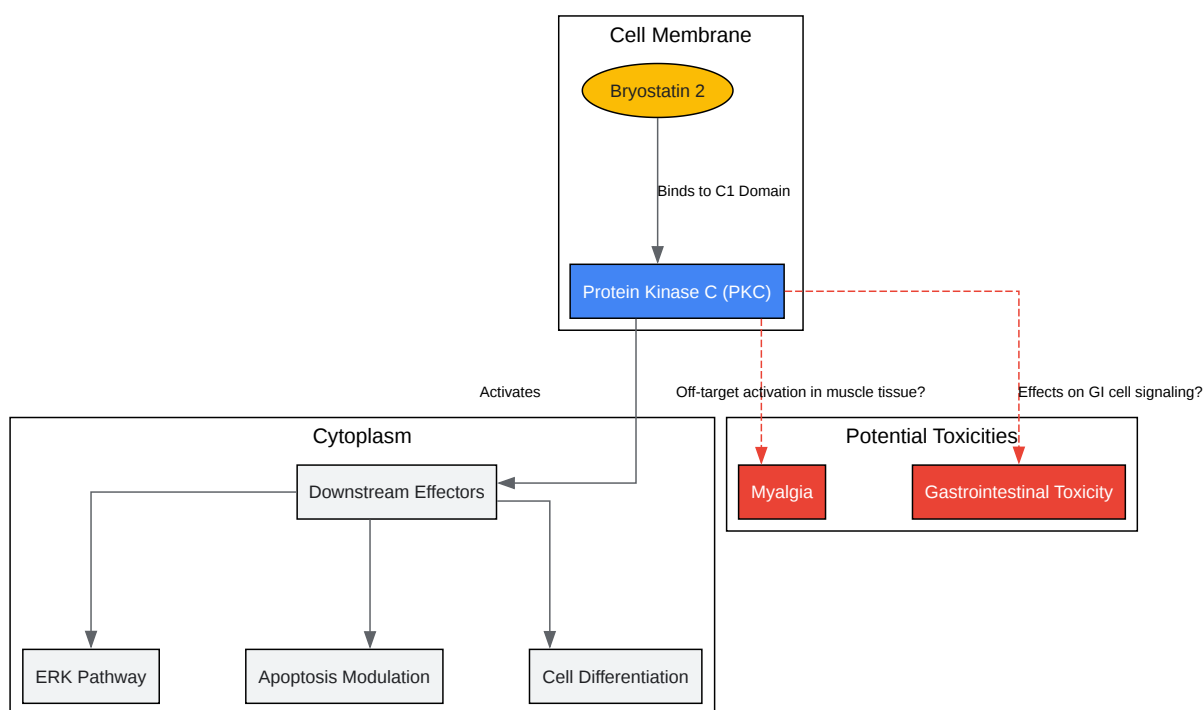 Cell Membrane
Bryostatin 2
Binds to C1 Domain
Protein Kinase C (PKC)
Activates
Off-target activation in muscle tissue?
Effects on GI cell signaling?
Cytoplasm
Potential Toxicities
Downstream Effectors
Myalgia
Gastrointestinal Toxicity
ERK Pathway
Apoptosis Modulation
Cell Differentiation